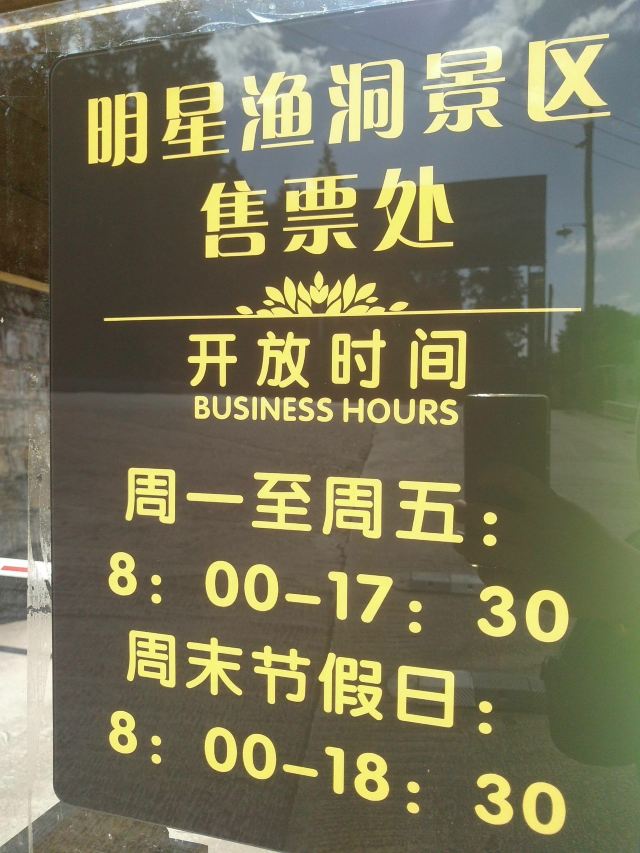 明星渔洞景区
售票处
开放时间
BUSINESS HOURS
周一至周五：
8：00-17：30
周末节假日：
8：00-18：30